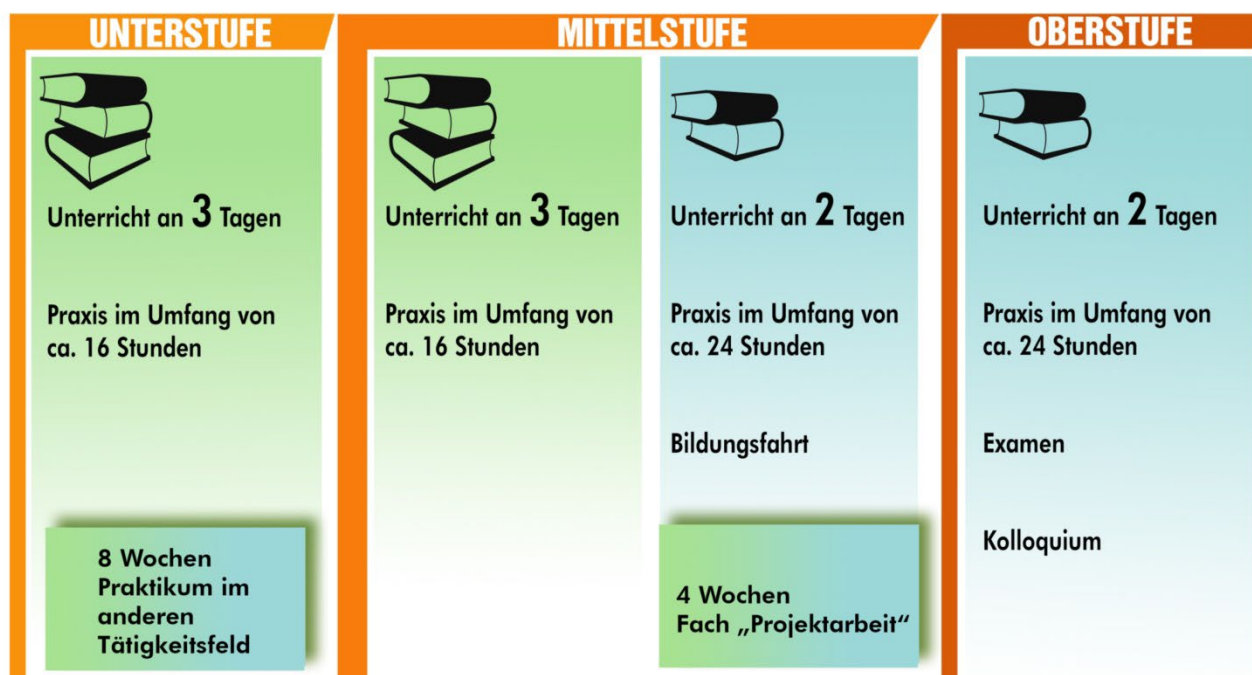 UNTERSTUFE
Unterricht an 3 Tagen
Praxis im Umfang von
ca. 16 Stunden
8 Wochen
Praktikum im
anderen
Tätigkeitsfeld
MITTELSTUFE
Unterricht an 3 Tagen
Praxis im Umfang von
ca. 16 Stunden
Unterricht an 2 Tagen
Praxis im Umfang von
ca. 24 Stunden
Bildungsfahrt
4 Wochen
Fach „Projektarbeit“
OBERSTUFE
Unterricht an 2 Tagen
Praxis im Umfang von
ca. 24 Stunden
Examen
Kolloquium